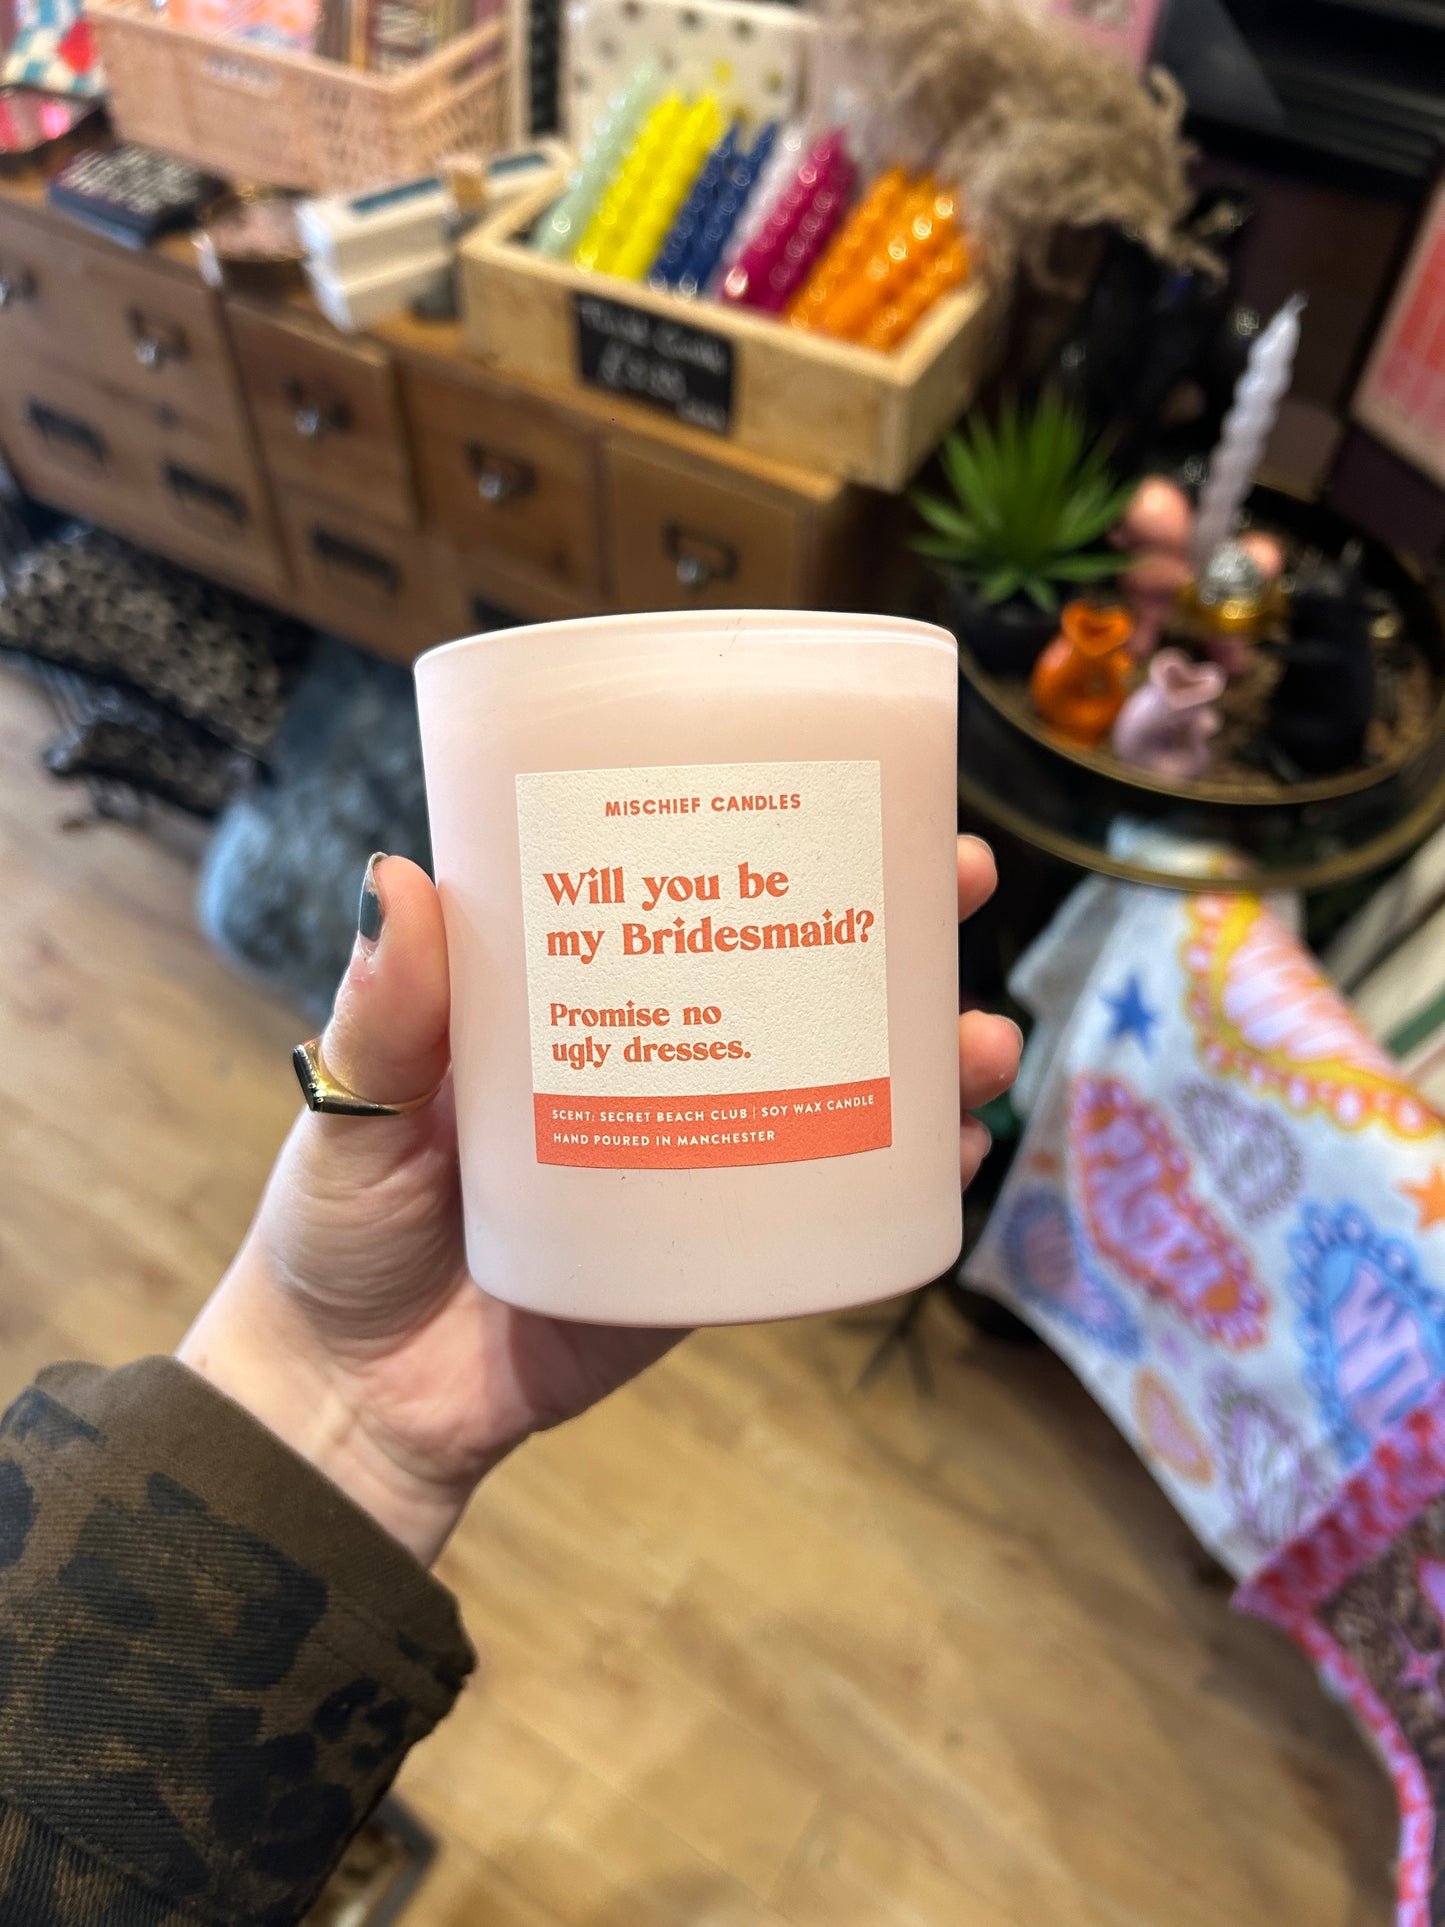 MISCHIEF CANDLES
Will you be
my Bridesmaid?
Promise no
ugly dresses.
SCENT: SECRET BEACH CLUB | SOY WAX CANDLE
HAND POURED IN MANCHESTER